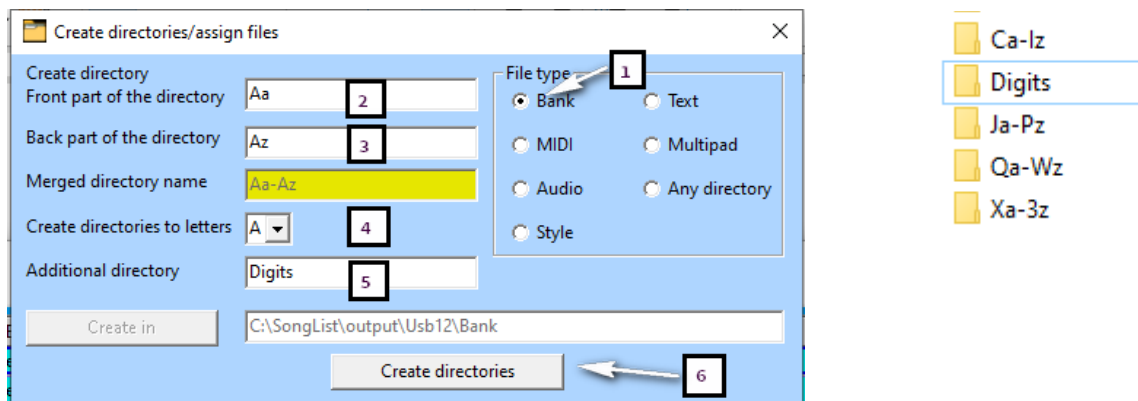 Create directories/assign files
Create directory
Front part of the directory
Aa
2
Back part of the directory
Az
3
Merged directory name
Aa-Az
Create directories to letters
A
4
Additional directory
Digits
5
File type
1
Bank
Text
MIDI
Multipad
Audio
Any directory
Style
Create in
C:\SongList\output\Usb12\Bank
Create directories
6
Ca-Iz
Digits
Ja-Pz
Qa-Wz
Xa-3z